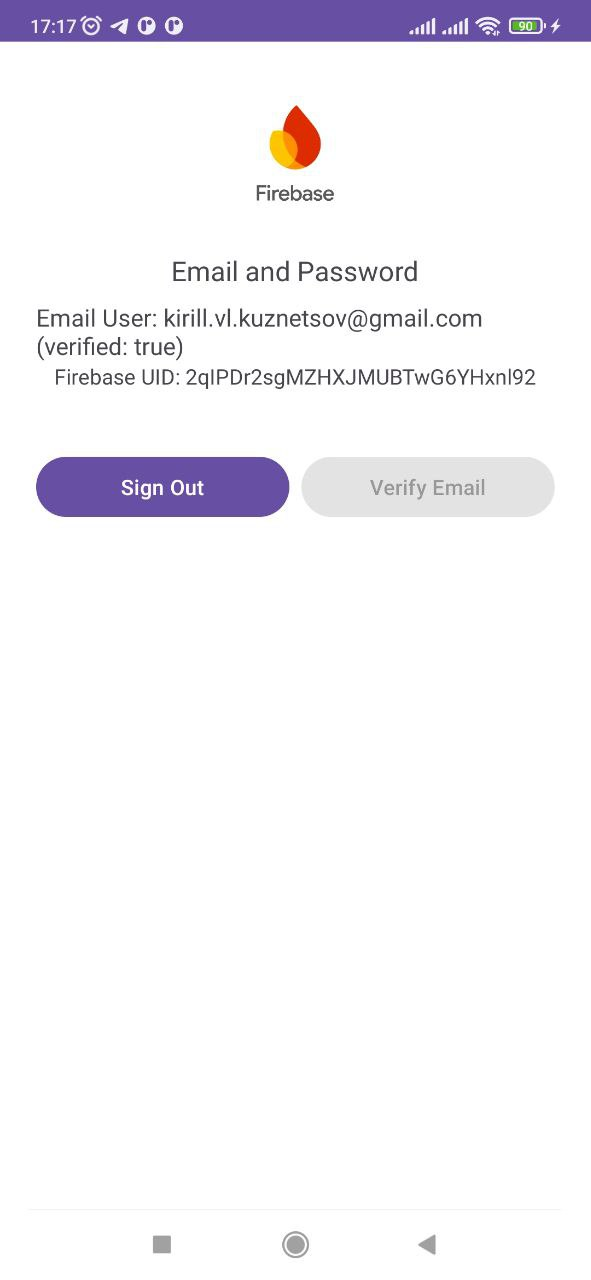 17:17
90
Firebase
Email and Password
Email User: kirill.vl.kuznetsov@gmail.com
(verified: true)
Firebase UID: 2qIPDr2sgMZHXJMUBTwG6YHxnl92
Sign Out
Verify Email